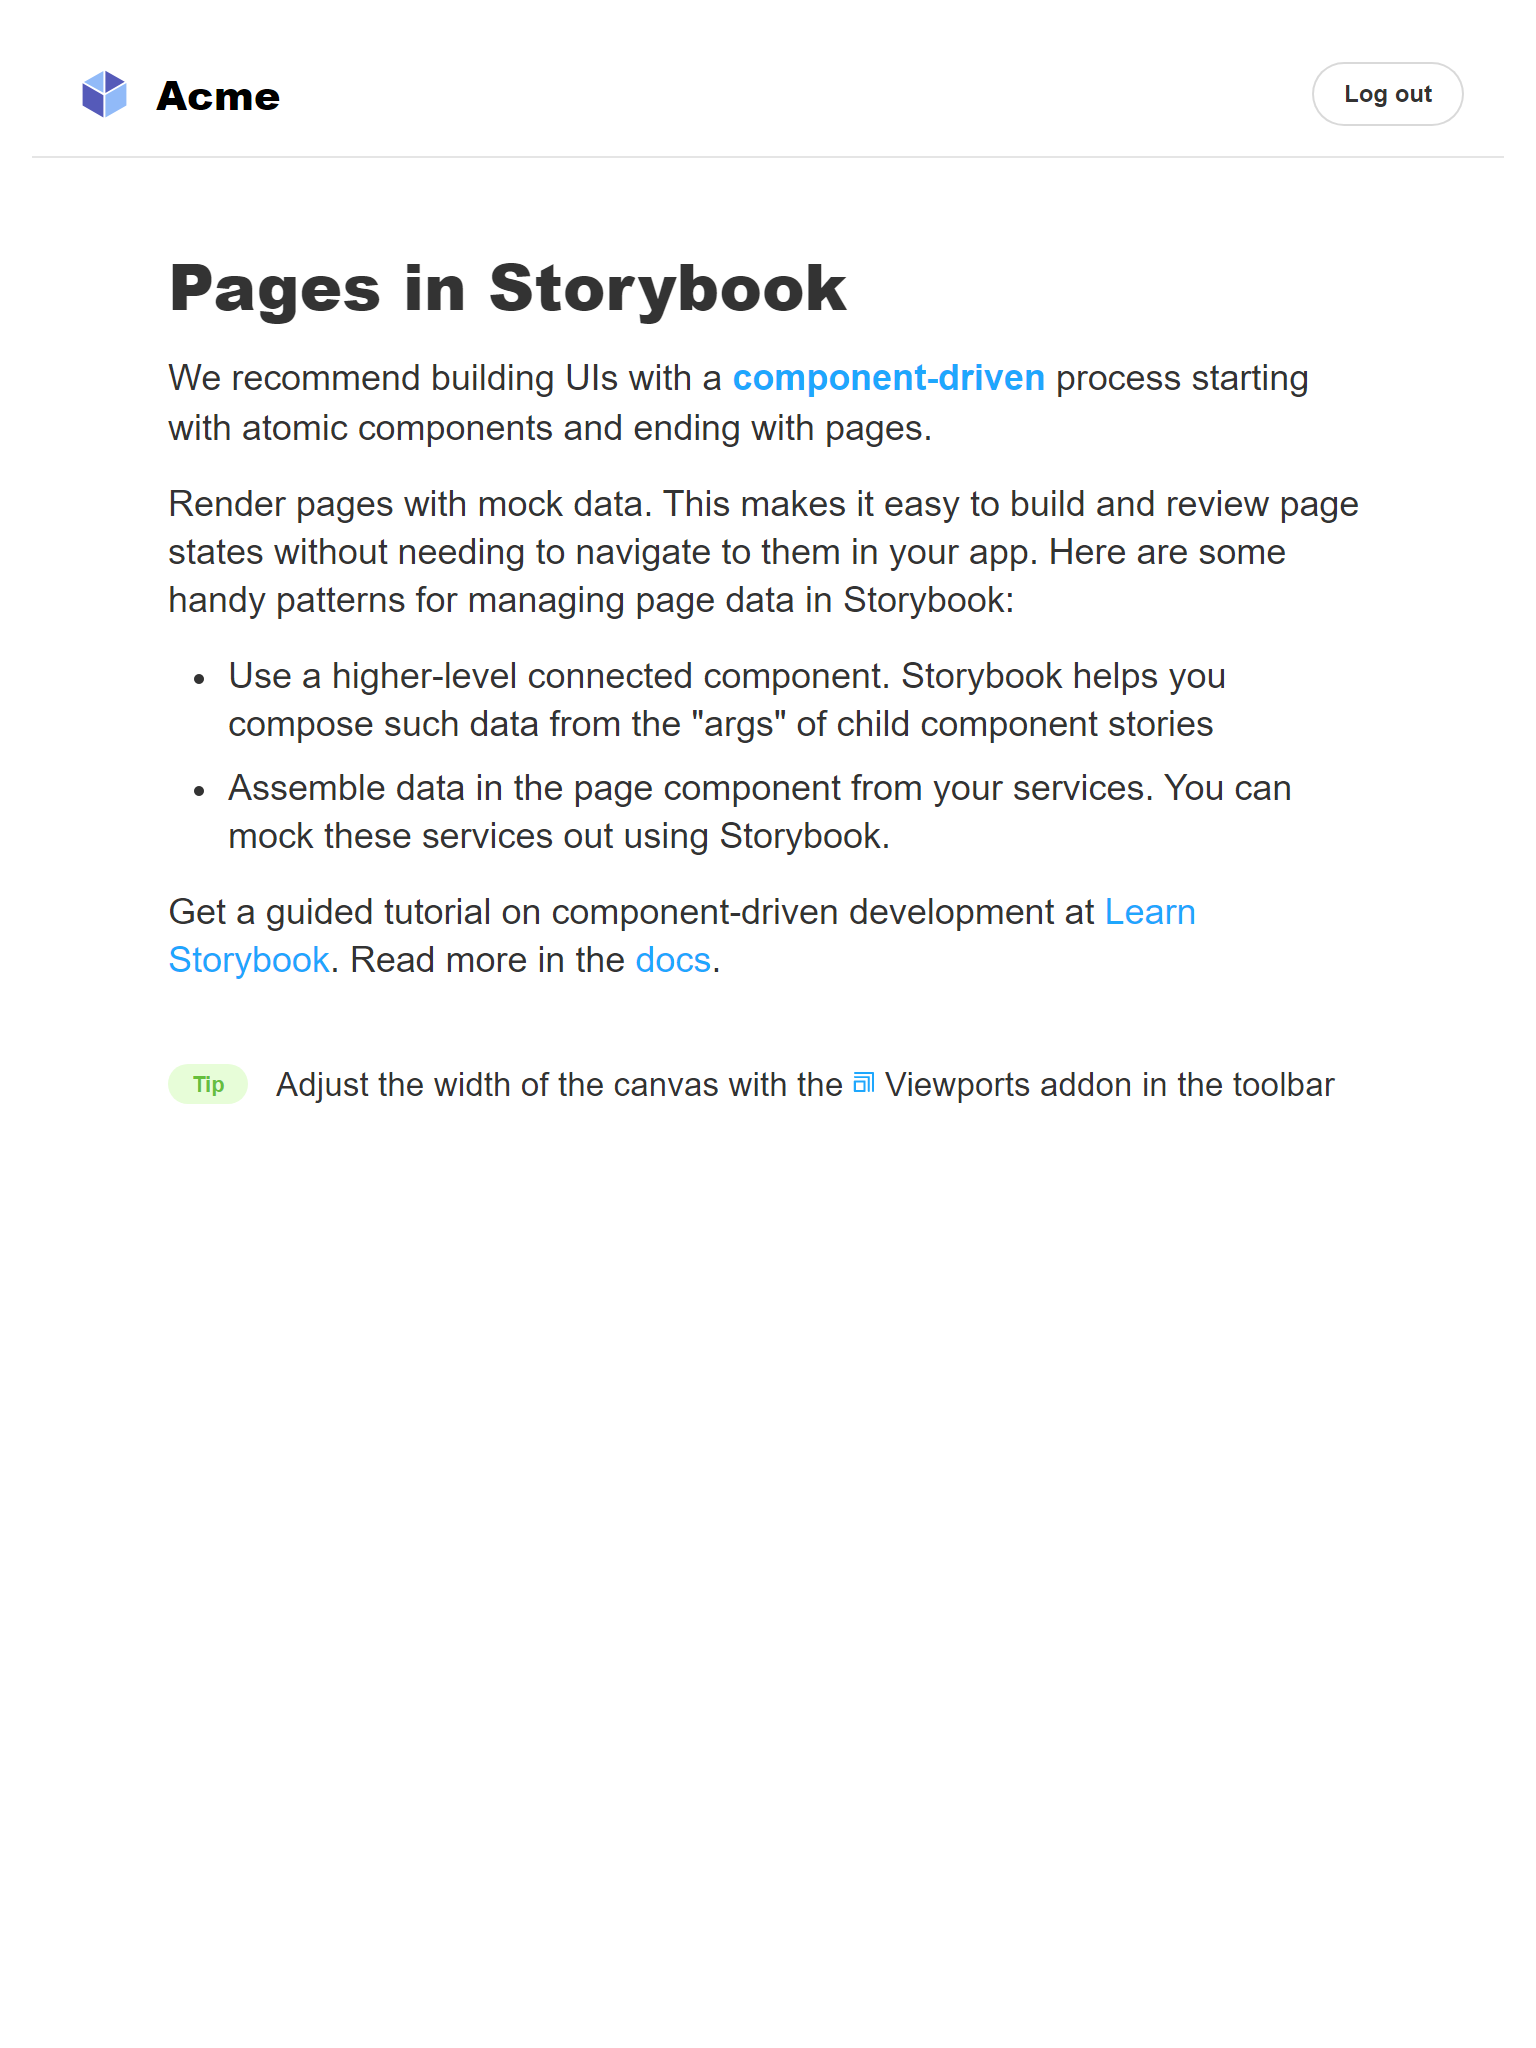 Acme
Log out
Pages in Storybook
We recommend building UIs with a component-driven process starting
with atomic components and ending with pages.
Render pages with mock data. This makes it easy to build and review page
states without needing to navigate to them in your app. Here are some
handy patterns for managing page data in Storybook:
• Use a higher-level connected component. Storybook helps you
compose such data from the "args" of child component stories
• Assemble data in the page component from your services. You can
mock these services out using Storybook.
Get a guided tutorial on component-driven development at Learn
Storybook. Read more in the docs.
Tip Adjust the width of the canvas with the Viewports addon in the toolbar